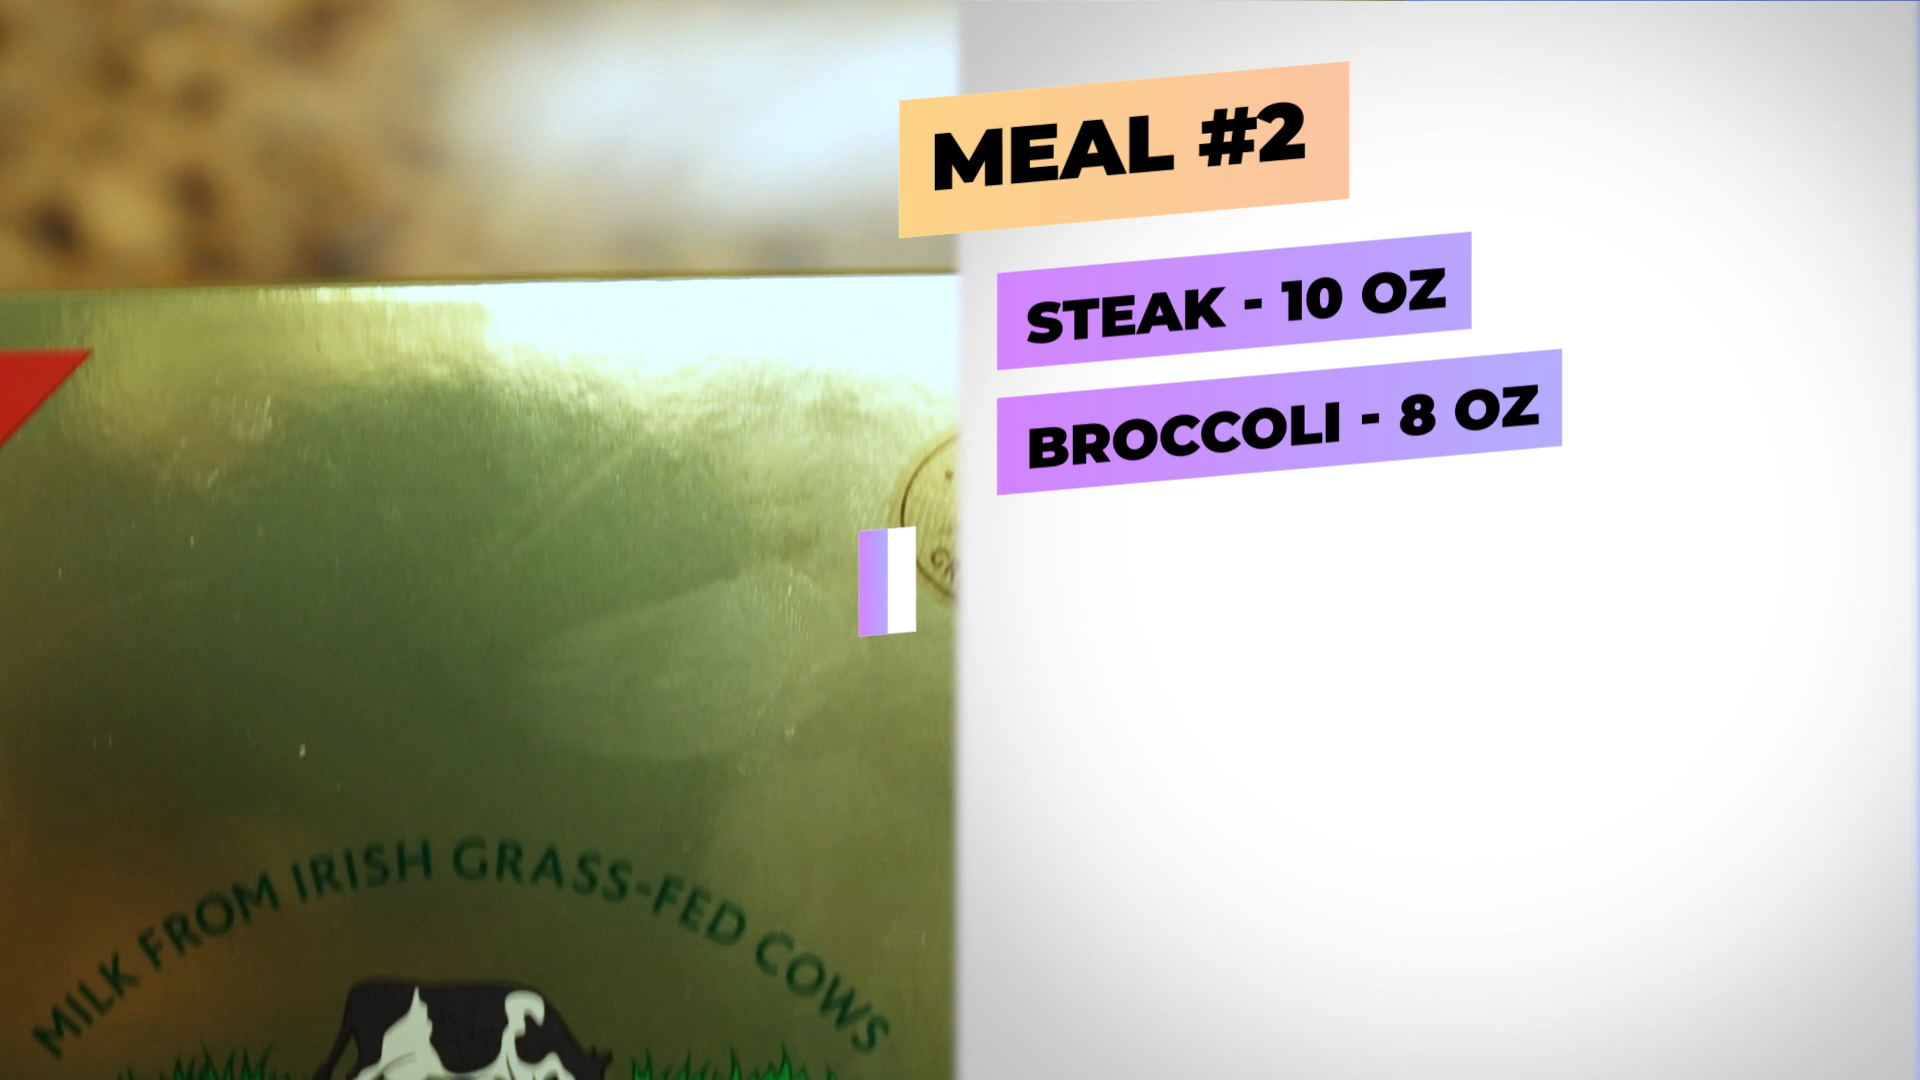 MEAL #2
STEAK - 10 OZ
BROCCOLI - 8 OZ
MILK FROM IRISH GRASS-FED COWS